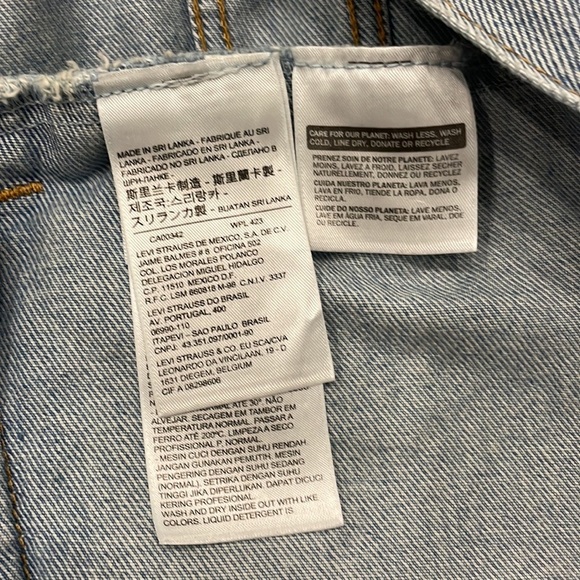 MADE IN SRI LANKA - FABRIQUE AU SRI
LANKA - FABRICADO EN SRI LANKA -
FABRICADO NO SRI LANKA - СДЕЛАНО В
ШРИ-ЛАНКЕ -
斯里兰卡制造 - 斯里蘭卡製 -
제조국:스리랑카 -
スリランカ製 - BUATAN SRI LANKA
CA00342 WPL 423
LEVI STRAUSS DE MEXICO, S.A. DE C.V.
JAIME BALMES # 8 OFICINA 502
COL. LOS MORALES POLANCO
DELEGACION MIGUEL HIDALGO
C.P. 11510 MEXICO D.F.
R.F.C. LSM 660818 M-98 C.N.I.V. 3337
LEVI STRAUSS DO BRASIL
AV. PORTUGAL, 400
06690-110
ITAPEVI - SAO PAULO BRASIL
CNPJ: 43.351.097/0001-90
LEVI STRAUSS & CO. EU SCA/CVA
LEONARDO DA VINCILAAN, 19 - D
1831 DIEGEM, BELGIUM
CIF A 08298606
NORMAL ATÉ 30º. NÃO
ALVEJAR. SECAGEM EM TAMBOR EM
TEMPERATURA NORMAL. PASSAR A
FERRO ATÉ 200ºC. LIMPEZA A SECO
PROFISSIONAL P. NORMAL.
- MESIN CUCI DENGAN SUHU RENDAH.
JANGAN GUNAKAN PEMUTIH. MESIN
PENGERING DENGAN SUHU SEDANG
(NORMAL). SETRIKA DENGAN SUHU
TINGGI JIKA DIPERLUKAN. DAPAT DICUCI
KERING PROFESIONAL.
WASH AND DRY INSIDE OUT WITH LIKE
COLORS. LIQUID DETERGENT IS
CARE FOR OUR PLANET: WASH LESS, WASH
COLD, LINE DRY, DONATE OR RECYCLE
PRENEZ SOIN DE NOTRE PLANETE: LAVEZ
MOINS, LAVEZ A FROID, LAISSEZ SECHER
NATURELLEMENT, DONNEZ OU RECYCLEZ
CUIDA NUESTRO PLANETA: LAVA MENOS,
LAVA EN FRIO, TIENDE LA ROPA, DONA O
RECICLA.
CUIDE DO NOSSO PLANETA: LAVE MENOS,
LAVE EM ÁGUA FRIA, SEQUE EM VARAL, DOE
OU RECICLE.